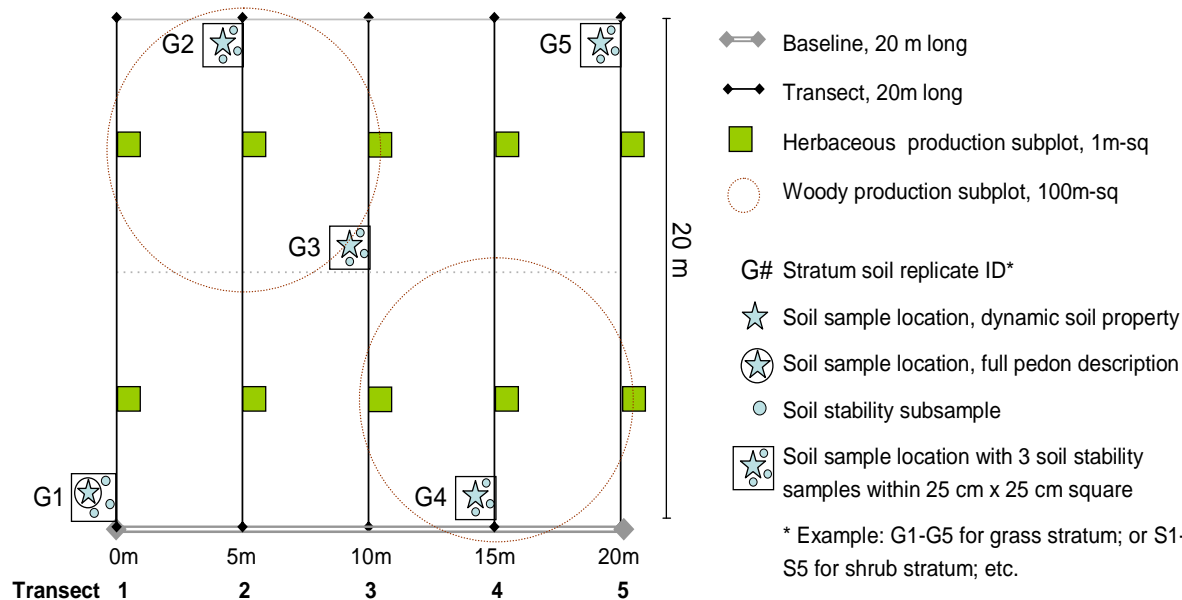 G2
G5
G3
G1
G4
20 m
0m 5m 10m 15m 20m
Transect 1 2 3 4 5
Baseline, 20 m long
Transect, 20m long
Herbaceous production subplot, 1m-sq
Woody production subplot, 100m-sq
G# Stratum soil replicate ID*
Soil sample location, dynamic soil property
Soil sample location, full pedon description
Soil stability subsample
Soil sample location with 3 soil stability
samples within 25 cm x 25 cm square
* Example: G1-G5 for grass stratum; or S1-
S5 for shrub stratum; etc.